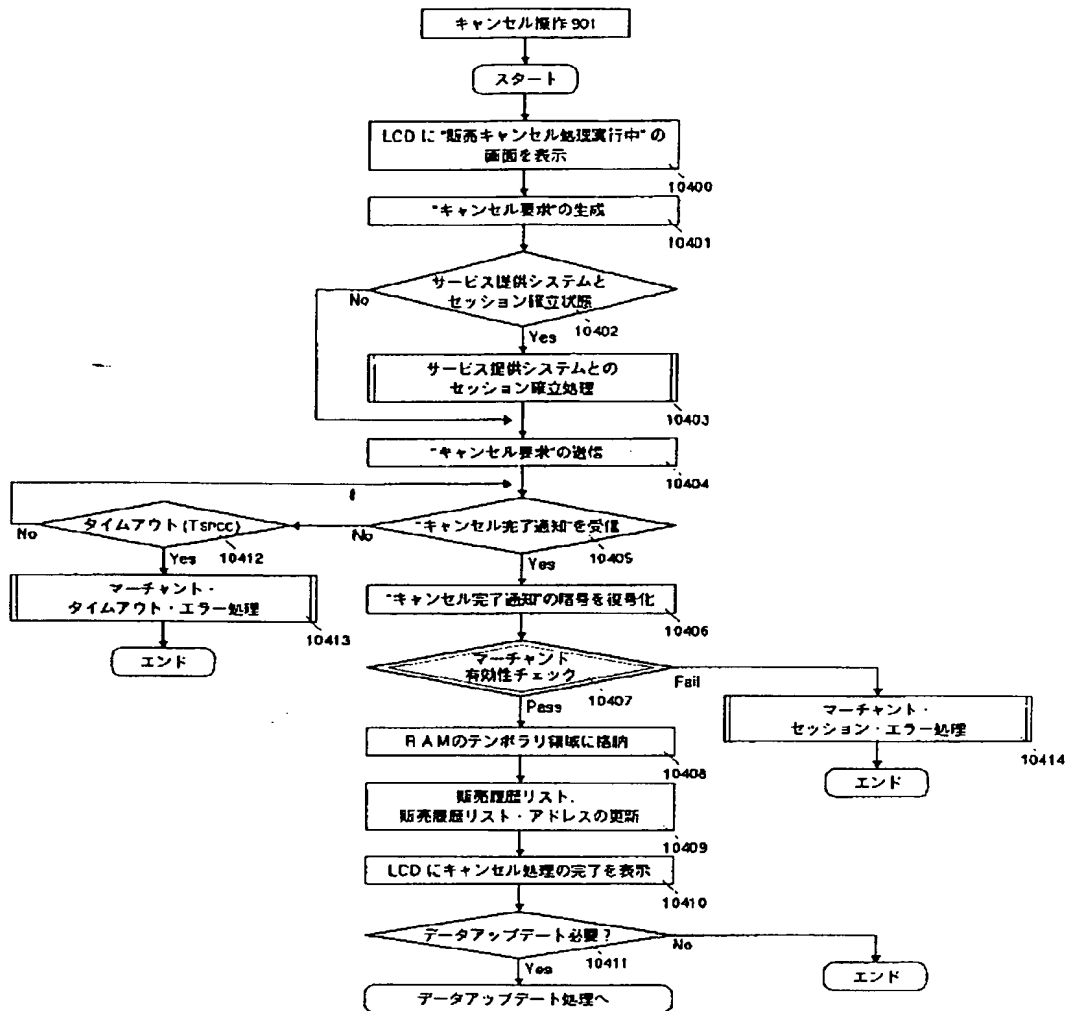 キャンセル操作 901
スタート
LCD に "販売キャンセル処理実行中" の
画面を表示
10400
"キャンセル要求"の生成
10401
サービス提供システムと
セッション確立状態
No
10402
Yes
サービス提供システムとの
セッション確立処理
10403
"キャンセル要求"の送信
10404
タイムアウト (TSPCC)
No
10412
Yes
"キャンセル完了通知"を受信
No
10405
Yes
マーチャント・
タイムアウト・エラー処理
10413
エンド
"キャンセル完了通知"の暗号を復号化
10406
マーチャント
有効性チェック
10407
Fail
Pass
マーチャント・
セッション・エラー処理
10414
エンド
RAMのテンポラリ領域に格納
10408
販売履歴リスト、
販売履歴リスト・アドレスの更新
10409
LCD にキャンセル処理の完了を表示
10410
データアップデート必要?
10411
No
Yes
エンド
データアップデート処理へ